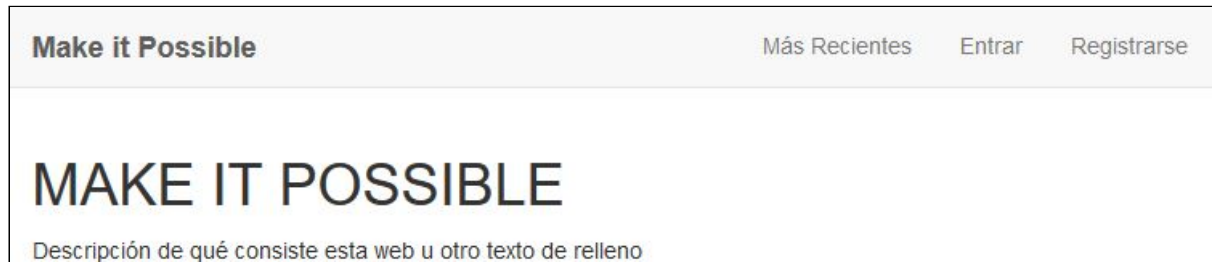 Make it Possible Más Recientes Entrar Registrarse
MAKE IT POSSIBLE
Descripción de qué consiste esta web u otro texto de relleno